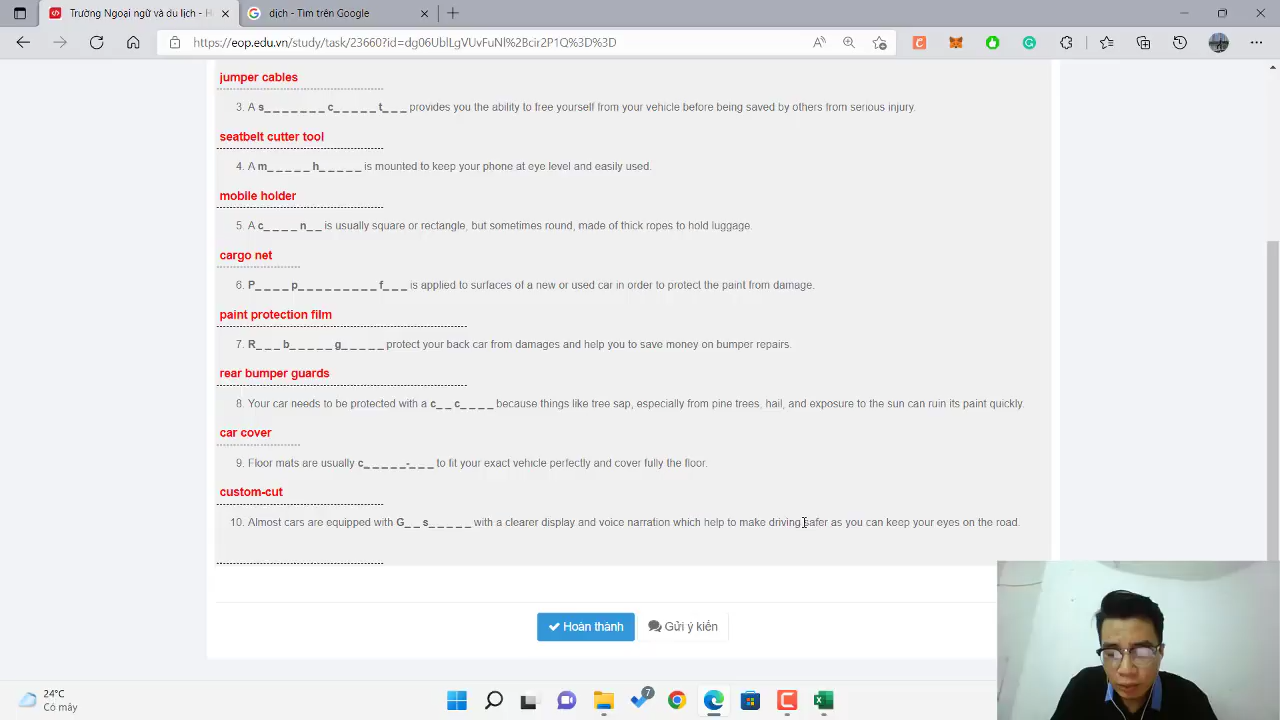 Trường Ngoại ngữ và du lịch - H
dịch - Tìm trên Google
https://eop.edu.vn/study/task/23660?id=dg06UblLgVUvFuNl%2Bcir2P1Q%3D%3D
jumper cables
3. A s_ _ _ _ _ _ _ c_ _ _ _ _ t_ _ _ provides you the ability to free yourself from your vehicle before being saved by others from serious injury.
seatbelt cutter tool
4. A m_ _ _ _ _ h_ _ _ _ _ is mounted to keep your phone at eye level and easily used.
mobile holder
5. A c_ _ _ _ n_ _ is usually square or rectangle, but sometimes round, made of thick ropes to hold luggage.
cargo net
6. P_ _ _ _ p_ _ _ _ _ _ _ _ _ f_ _ _ is applied to surfaces of a new or used car in order to protect the paint from damage.
paint protection film
7. R_ _ _ b_ _ _ _ _ g_ _ _ _ _ protect your back car from damages and help you to save money on bumper repairs.
rear bumper guards
8. Your car needs to be protected with a c_ _ c_ _ _ _ because things like tree sap, especially from pine trees, hail, and exposure to the sun can ruin its paint quickly.
car cover
9. Floor mats are usually c_ _ _ _ _-_ _ _ to fit your exact vehicle perfectly and cover fully the floor.
custom-cut
10. Almost cars are equipped with G_ _ s_ _ _ _ _ with a clearer display and voice narration which help to make driving safer as you can keep your eyes on the road.
Hoàn thành
Gửi ý kiến
7
24°C
Có mây